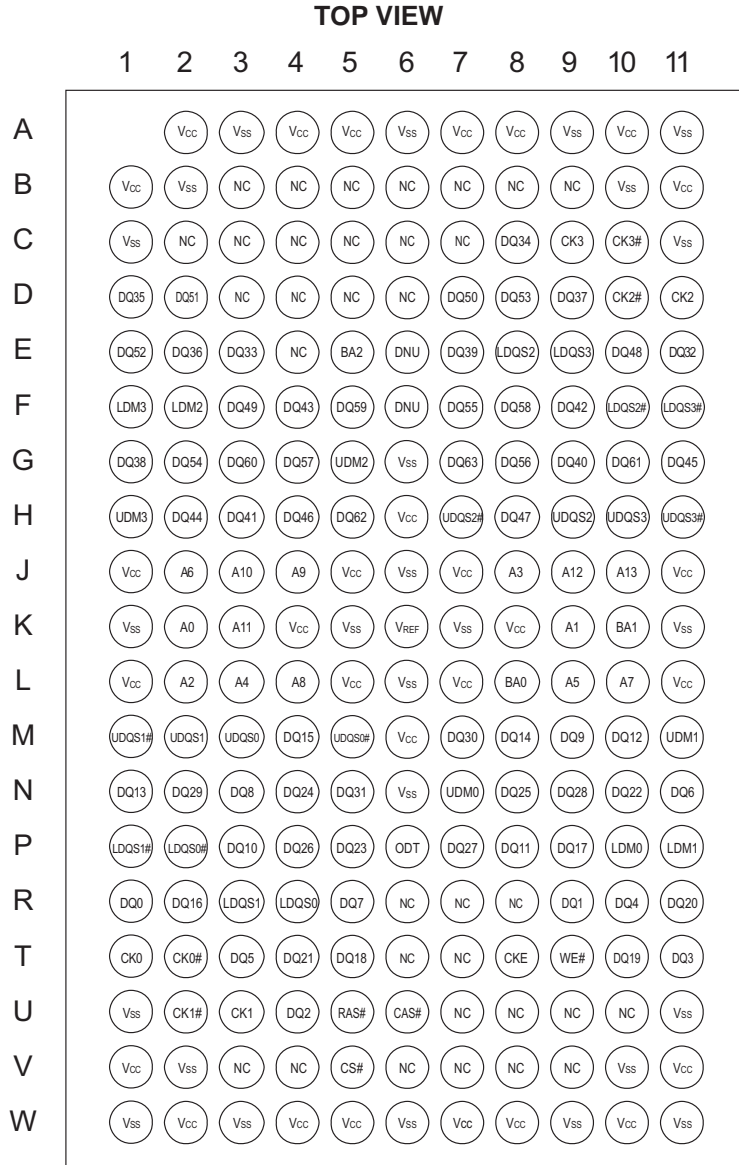 TOP VIEW
1 2 3 4 5 6 7 8 9 10 11
A Vcc Vss Vcc Vcc Vss Vcc Vcc Vss Vcc Vss
B Vcc Vss NC NC NC NC NC NC NC Vss Vcc
C Vss NC NC NC NC NC NC DQ34 CK3 CK3# Vss
D DQ35 DQ51 NC NC NC NC DQ50 DQ53 DQ37 CK2# CK2
E DQ52 DQ36 DQ33 NC BA2 DNU DQ39 LDQS2 LDQS3 DQ48 DQ32
F LDM3 LDM2 DQ49 DQ43 DQ59 DNU DQ55 DQ58 DQ42 LDQS2# LDQS3#
G DQ38 DQ54 DQ60 DQ57 UDM2 Vss DQ63 DQ56 DQ40 DQ61 DQ45
H UDM3 DQ44 DQ41 DQ46 DQ62 Vcc UDQS2# DQ47 UDQS2 UDQS3 UDQS3#
J Vcc A6 A10 A9 Vcc Vss Vcc A3 A12 A13 Vcc
K Vss A0 A11 Vcc Vss VREF Vss Vcc A1 BA1 Vss
L Vcc A2 A4 A8 Vcc Vss Vcc BA0 A5 A7 Vcc
M UDQS1# UDQS1 UDQS0 DQ15 UDQS0# Vcc DQ30 DQ14 DQ9 DQ12 UDM1
N DQ13 DQ29 DQ8 DQ24 DQ31 Vss UDM0 DQ25 DQ28 DQ22 DQ6
P LDQS1# LDQS0# DQ10 DQ26 DQ23 ODT DQ27 DQ11 DQ17 LDM0 LDM1
R DQ0 DQ16 LDQS1 LDQS0 DQ7 NC NC NC DQ1 DQ4 DQ20
T CK0 CK0# DQ5 DQ21 DQ18 NC NC CKE WE# DQ19 DQ3
U Vss CK1# CK1 DQ2 RAS# CAS# NC NC NC NC Vss
V Vcc Vss NC NC CS# NC NC NC NC Vss Vcc
W Vss Vcc Vss Vcc Vcc Vss Vcc Vcc Vss Vcc Vss